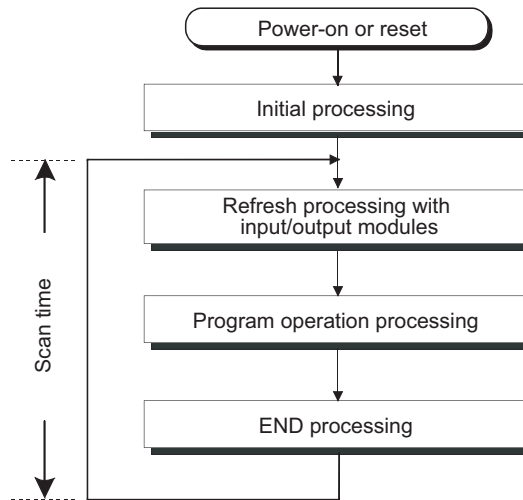 Power-on or reset
Initial processing
Refresh processing with
input/output modules
Program operation processing
END processing
Scan time